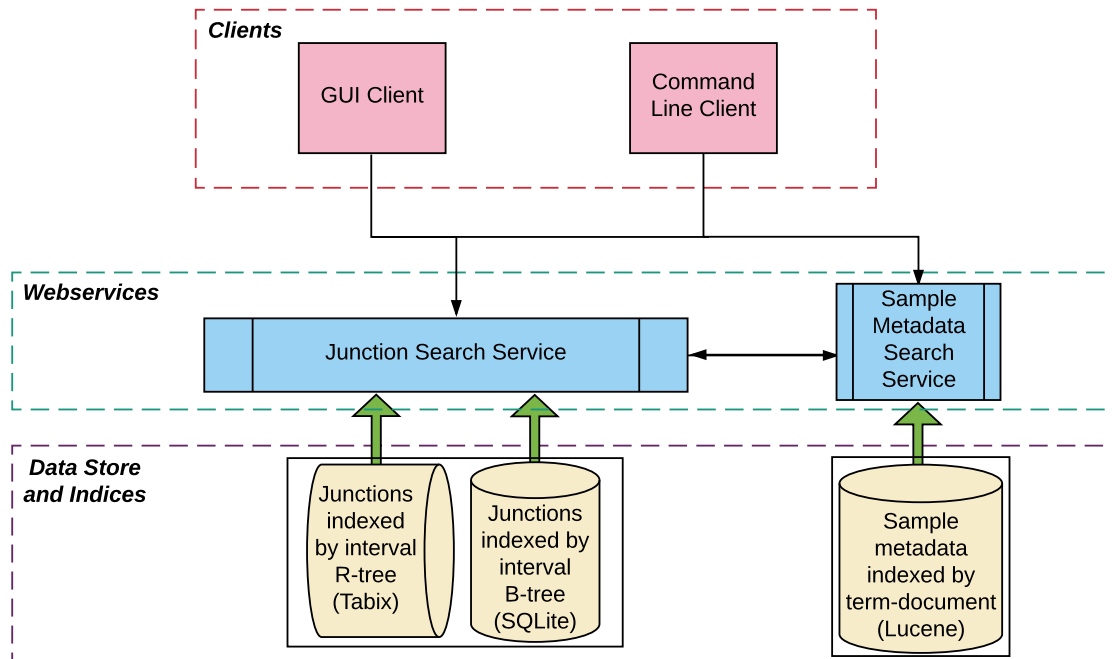 Clients
GUI Client
Command
Line Client
Webservices
Junction Search Service
Sample
Metadata
Search
Service
Data Store
and Indices
Junctions
indexed
by interval
R-tree
(Tabix)
Junctions
indexed by
interval
B-tree
(SQLite)
Sample
metadata
indexed by
term-document
(Lucene)